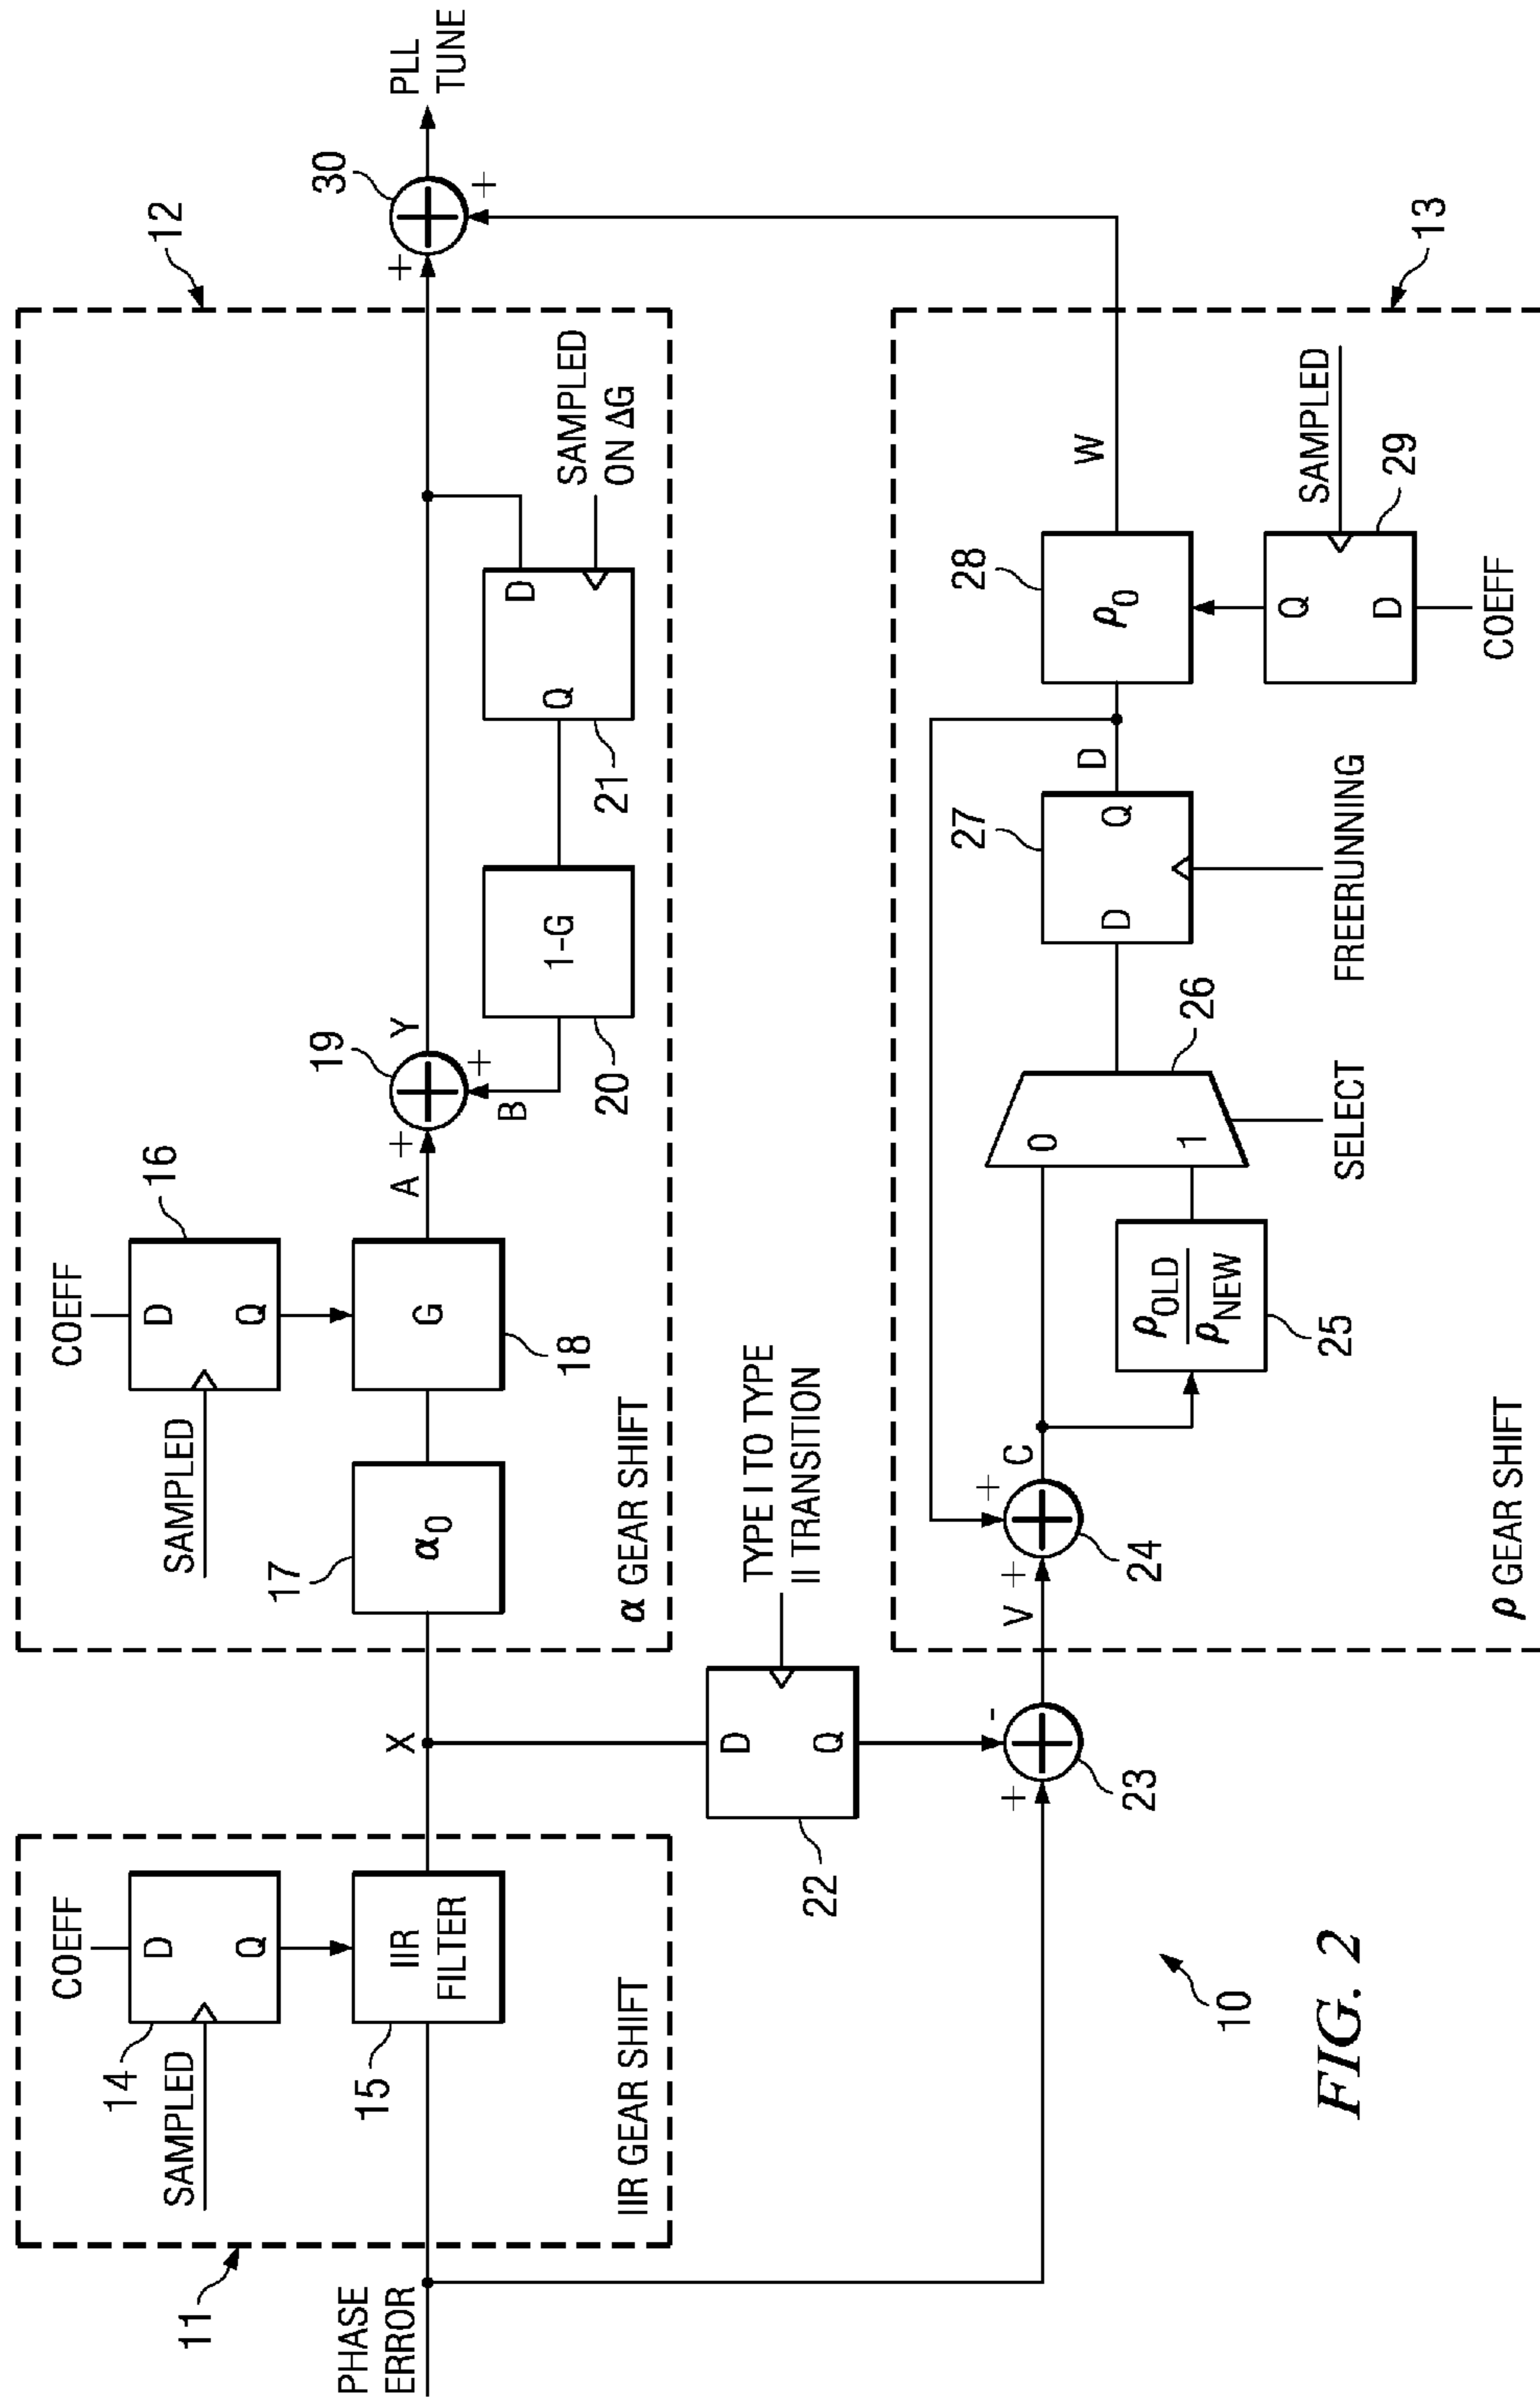 11
PHASE
ERROR
14
COEFF
SAMPLED
D
Q
15
IIR
FILTER
IIR GEAR SHIFT
X
12
COEFF
16
SAMPLED
D
Q
17
α0
G
18
A
+
19
+
B
Y
1-G
20
Q
D
21
SAMPLED
ON ΔG
α GEAR SHIFT
+
30
+
PLL
TUNE
D
Q
22
TYPE I TO TYPE
II TRANSITION
+
-
23
V
+
+
24
C
ρOLD
ρNEW
25
0
1
26
SELECT
27
D
Q
FREERUNNING
D
28
ρ0
W
Q
D
29
SAMPLED
COEFF
13
ρ GEAR SHIFT
10
FIG. 2